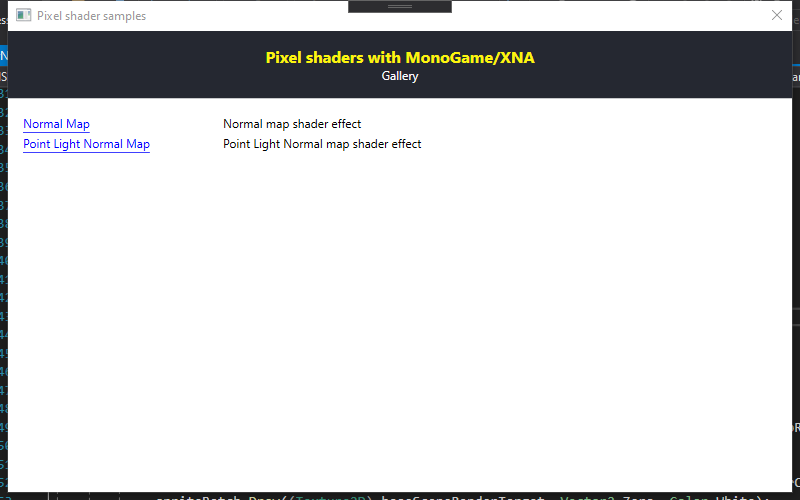 Pixel shader samples
Pixel shaders with MonoGame/XNA
Gallery
Normal Map Normal map shader effect
Point Light Normal Map Point Light Normal map shader effect